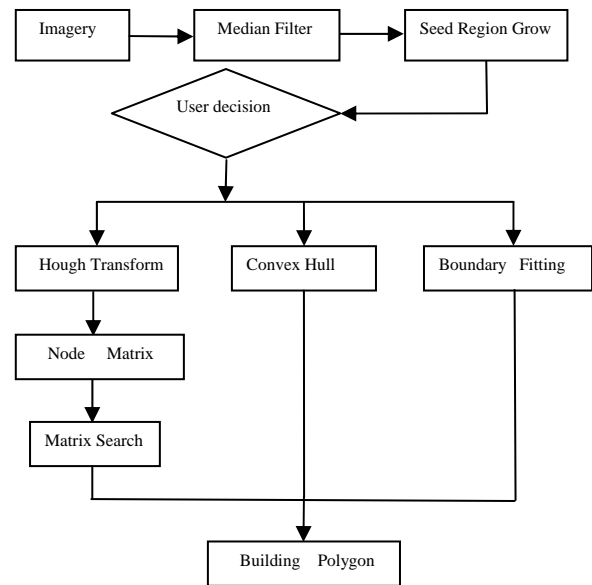 Imagery
Median Filter
Seed Region Grow
User decision
Hough Transform
Convex Hull
Boundary Fitting
Node Matrix
Matrix Search
Building Polygon